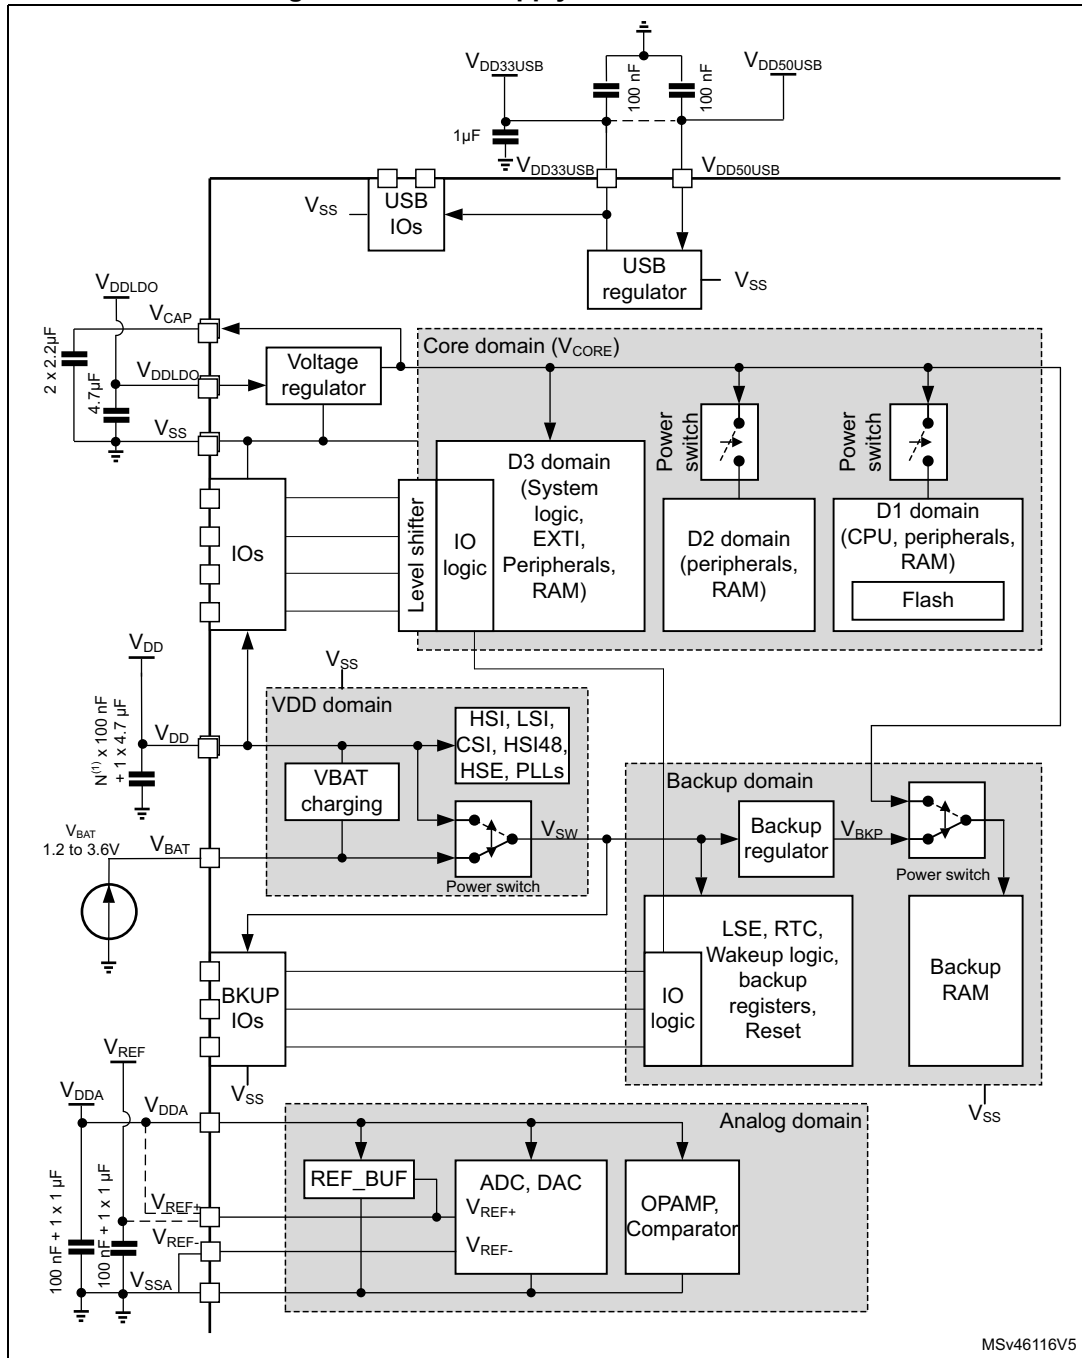 VDD33USB
100 nF
100 nF
VDD50USB
1µF
VDD33USB
VDD50USB
USB
IOs
VSS
USB
regulator
VSS
VDDLDO
VCAP
2 x 2.2µF
4.7µF
VDDLDO
VSS
Voltage
regulator
Core domain (VCORE)
Power
switch
Power
switch
D3 domain
(System
logic,
EXTI,
Peripherals,
RAM)
IO
logic
Level shifter
IOs
D2 domain
(peripherals,
RAM)
D1 domain
(CPU, peripherals,
RAM)
Flash
VDD
N(1) x 100 nF
+ 1 x 4.7 µF
VDD
VSS
VDD domain
HSI, LSI,
CSI, HSI48,
HSE, PLLs
VBAT
charging
VBAT
1.2 to 3.6V
VBAT
Power switch
VSW
Backup domain
Backup
regulator
VBKP
Power switch
LSE, RTC,
Wakeup logic,
backup
registers,
Reset
IO
logic
Backup
RAM
BKUP
IOs
VSS
VSS
VREF
VDDA
VDDA
100 nF + 1 x 1 µF
100 nF + 1 x 1 µF
VREF+
VREF-
VSSA
Analog domain
REF_BUF
ADC, DAC
VREF+
VREF-
OPAMP,
Comparator
MSv46116V5